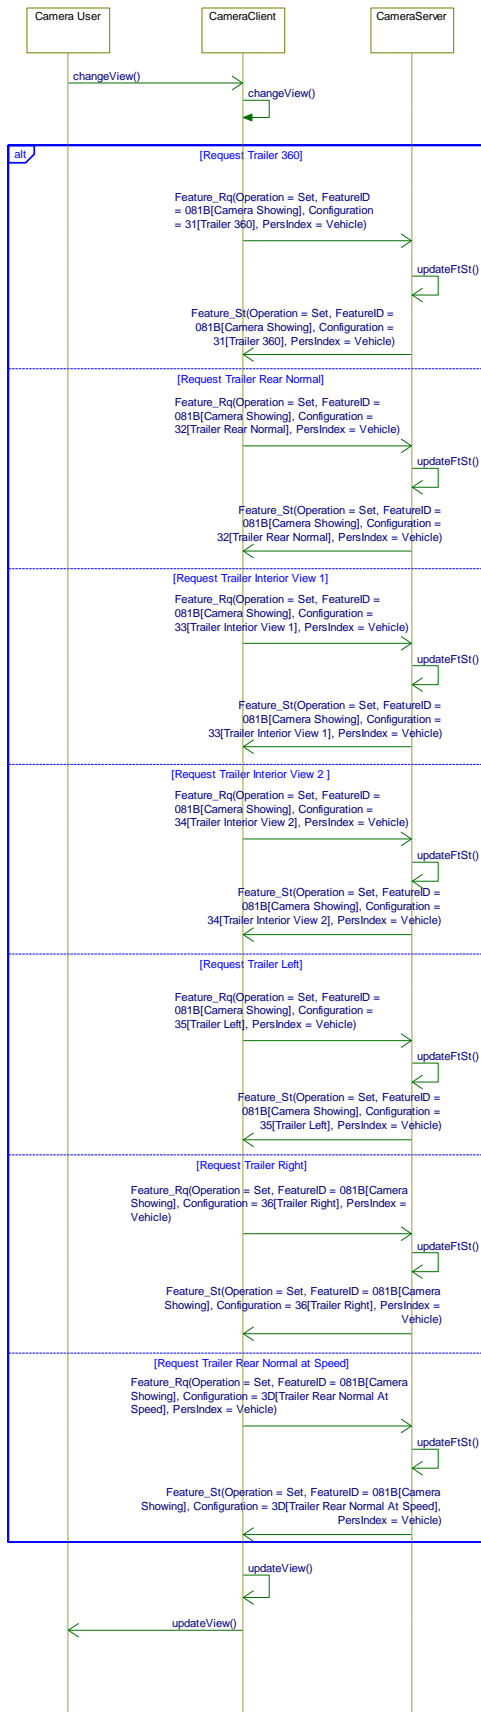 Camera User
CameraClient
CameraServer
changeView()
changeView()
alt
[Request Trailer 360]
Feature_Rq(Operation = Set, FeatureID
= 081B[Camera Showing], Configuration
= 31[Trailer 360], PersIndex = Vehicle)
updateFtSt()
Feature_St(Operation = Set, FeatureID =
081B[Camera Showing], Configuration =
31[Trailer 360], PersIndex = Vehicle)
[Request Trailer Rear Normal]
Feature_Rq(Operation = Set, FeatureID =
081B[Camera Showing], Configuration =
32[Trailer Rear Normal], PersIndex = Vehicle)
updateFtSt()
Feature_St(Operation = Set, FeatureID =
081B[Camera Showing], Configuration =
32[Trailer Rear Normal], PersIndex = Vehicle)
[Request Trailer Interior View 1]
Feature_Rq(Operation = Set, FeatureID =
081B[Camera Showing], Configuration =
33[Trailer Interior View 1], PersIndex = Vehicle)
updateFtSt()
Feature_St(Operation = Set, FeatureID =
081B[Camera Showing], Configuration =
33[Trailer Interior View 1], PersIndex = Vehicle)
[Request Trailer Interior View 2 ]
Feature_Rq(Operation = Set, FeatureID =
081B[Camera Showing], Configuration =
34[Trailer Interior View 2], PersIndex = Vehicle)
updateFtSt()
Feature_St(Operation = Set, FeatureID =
081B[Camera Showing], Configuration =
34[Trailer Interior View 2], PersIndex = Vehicle)
[Request Trailer Left]
Feature_Rq(Operation = Set, FeatureID =
081B[Camera Showing], Configuration =
35[Trailer Left], PersIndex = Vehicle)
updateFtSt()
Feature_St(Operation = Set, FeatureID =
081B[Camera Showing], Configuration =
35[Trailer Left], PersIndex = Vehicle)
[Request Trailer Right]
Feature_Rq(Operation = Set, FeatureID = 081B[Camera
Showing], Configuration = 36[Trailer Right], PersIndex =
Vehicle)
updateFtSt()
Feature_St(Operation = Set, FeatureID = 081B[Camera
Showing], Configuration = 36[Trailer Right], PersIndex =
Vehicle)
[Request Trailer Rear Normal at Speed]
Feature_Rq(Operation = Set, FeatureID = 081B[Camera
Showing], Configuration = 3D[Trailer Rear Normal At
Speed], PersIndex = Vehicle)
updateFtSt()
Feature_St(Operation = Set, FeatureID = 081B[Camera
Showing], Configuration = 3D[Trailer Rear Normal At Speed],
PersIndex = Vehicle)
updateView()
updateView()